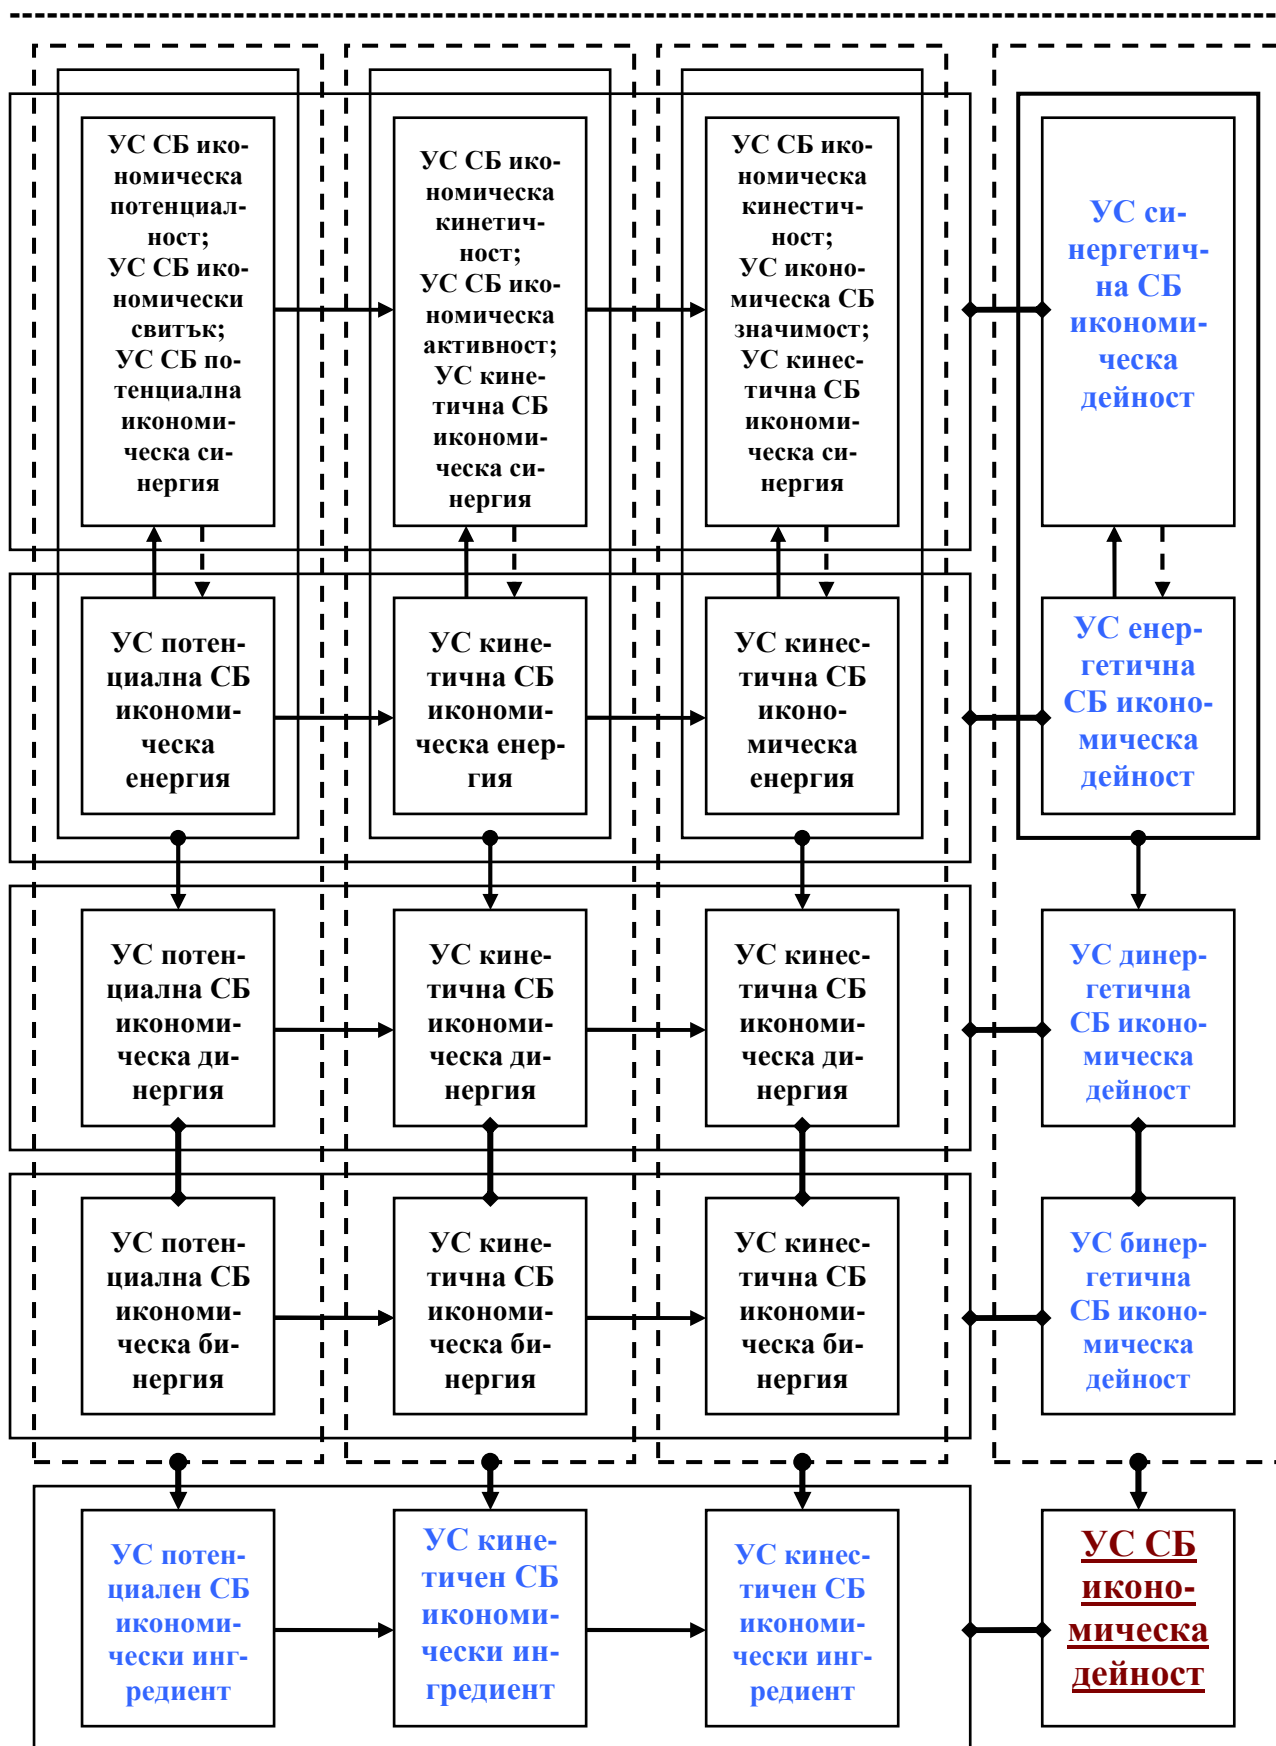 УС СБ ико-
номическа
потенциал-
ност;
УС СБ ико-
номически
свитък;
УС СБ по-
тенциална
икономи-
ческа си-
нергия
УС СБ ико-
номическа
кинетич-
ност;
УС СБ ико-
номическа
активност;
УС кине-
тична СБ
икономи-
ческа си-
нергия
УС СБ ико-
номическа
кинестич-
ност;
УС иконо-
мическа СБ
значимост;
УС кинес-
тична СБ
икономи-
ческа си-
нергия
УС си-
нергетич-
на СБ
икономи-
ческа
дейност
УС потен-
циална СБ
икономи-
ческа
енергия
УС кине-
тична СБ
икономи-
ческа енер-
гия
УС кинес-
тична СБ
иконо-
мическа
енергия
УС енер-
гетична
СБ иконо-
мическа
дейност
УС потен-
циална СБ
икономи-
ческа ди-
нергия
УС кине-
тична СБ
икономи-
ческа ди-
нергия
УС кинес-
тична СБ
икономи-
ческа ди-
нергия
УС динер-
гетична
СБ иконо-
мическа
дейност
УС потен-
циална СБ
икономи-
ческа би-
нергия
УС кине-
тична СБ
икономи-
ческа би-
нергия
УС кинес-
тична СБ
икономи-
ческа би-
нергия
УС бинер-
гетична
СБ иконо-
мическа
дейност
УС потен-
циален СБ
икономи-
чески инг-
редиент
УС кине-
тичен СБ
икономи-
чески ин-
гредиент
УС кинес-
тичен СБ
икономи-
чески инг-
редиент
УС СБ
иконо-
мическа
дейност